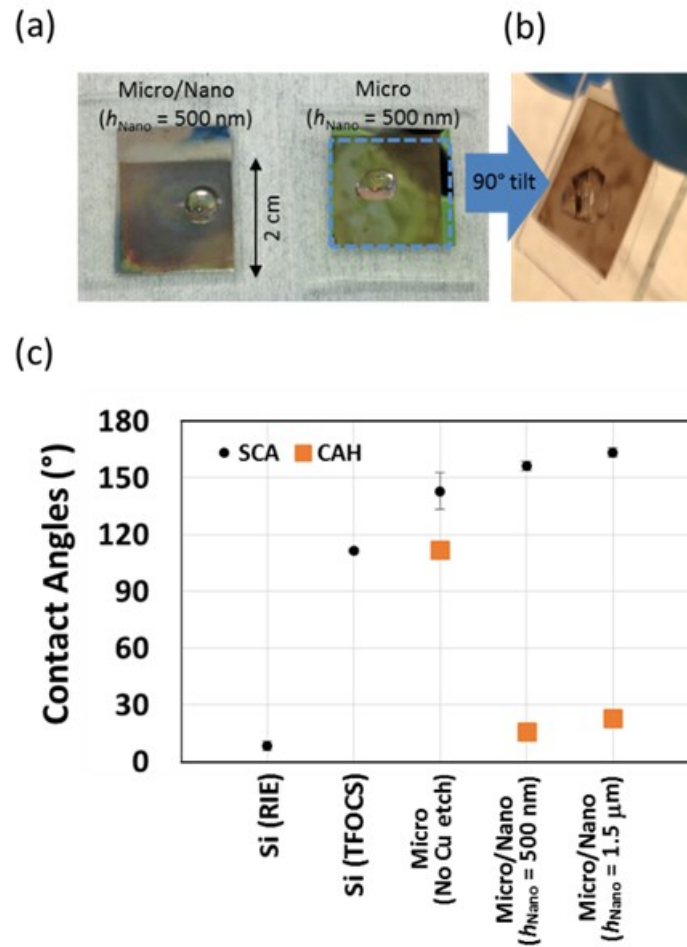 (a)
(b)
Micro/Nano
(hNano = 500 nm)
Micro
(hNano = 500 nm)
2 cm
90° tilt
(c)
Contact Angles (°)
180
150
120
90
60
30
0
SCA
CAH
Si (RIE)
Si (TFOCS)
Micro
(No Cu etch)
Micro/Nano
(hNano = 500 nm)
Micro/Nano
(hNano = 1.5 μm)